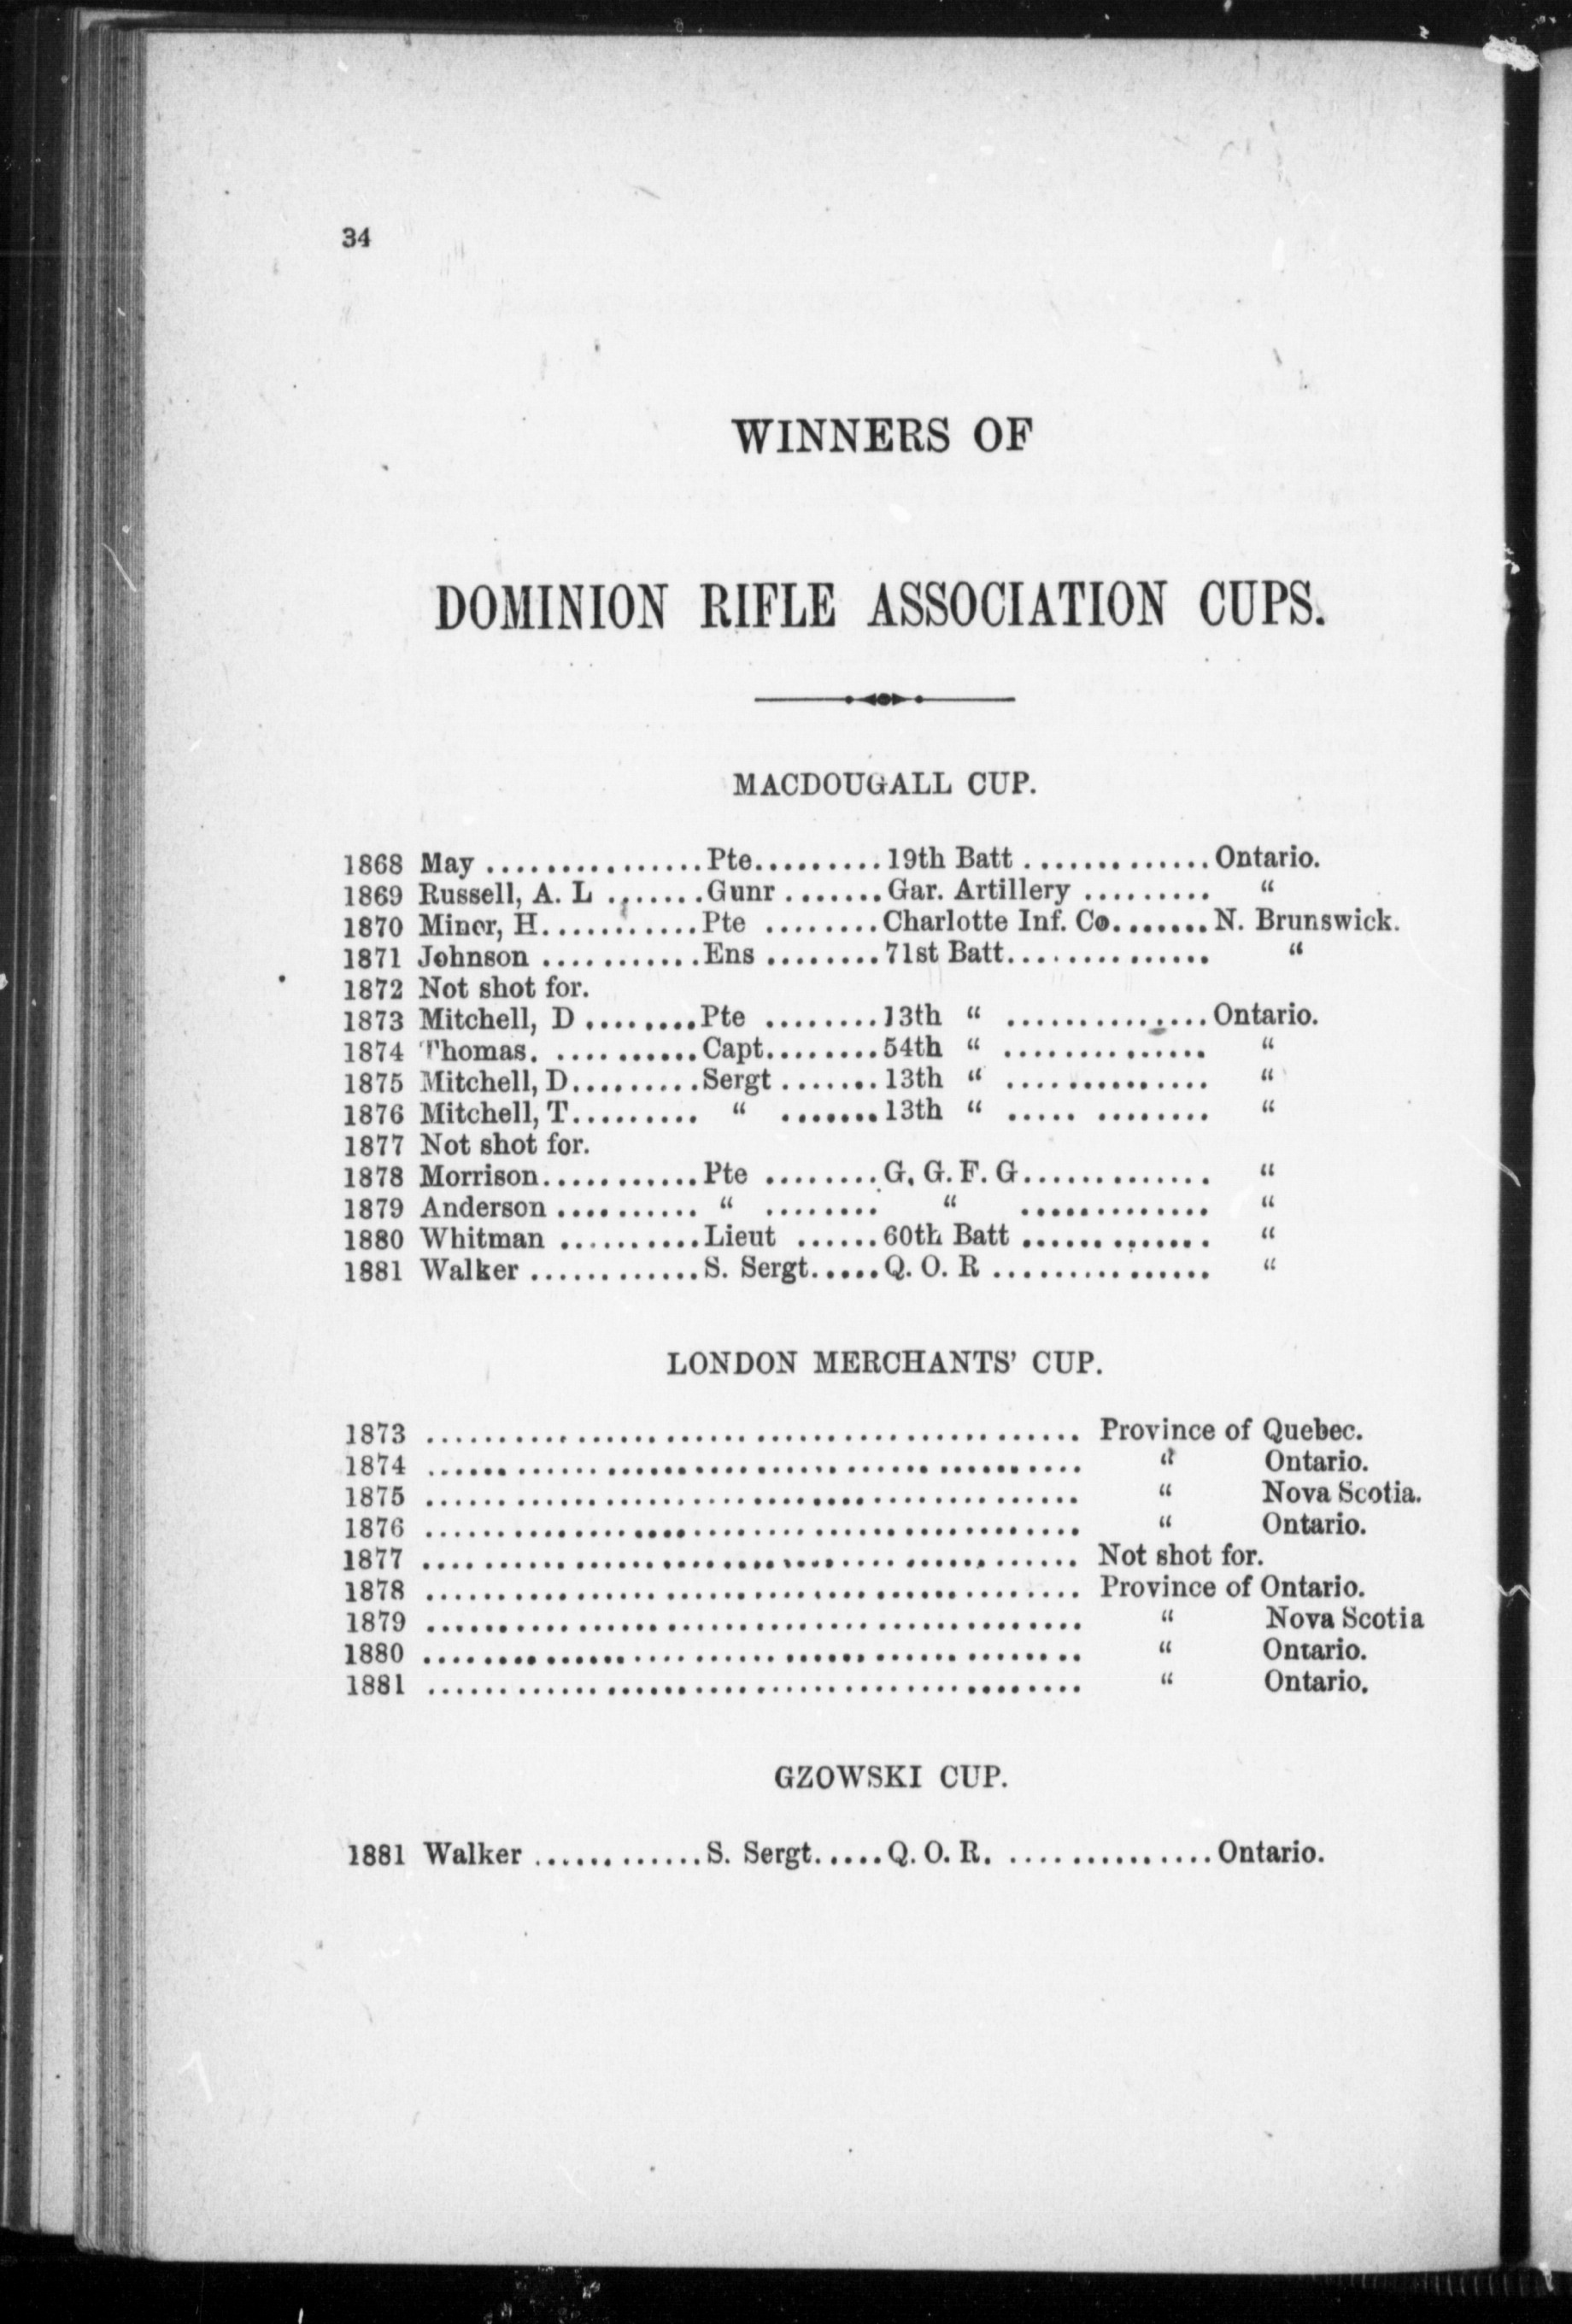 34
WINNERS OF
DOMINION RIFLE ASSOCIATION CUPS.
MACDOUGALL CUP.
1868 May ............... Pte......... 19th Batt ............. Ontario.
1869 Russell, A. L ....... Gunr ....... Gar. Artillery ......... “
1870 Miner, H........... Pte ........ Charlotte Inf. Co....... N. Brunswick.
1871 Johnson ........... Ens ........ 71st Batt.............. “
1872 Not shot for.
1873 Mitchell, D ........ Pte ........ 13th “ .............. Ontario.
1874 Thomas. .......... Capt........ 54th “ .............. “
1875 Mitchell, D......... Sergt ....... 13th “ .............. “
1876 Mitchell, T......... “ ....... 13th “ ..... ........ “
1877 Not shot for.
1878 Morrison........... Pte ........ G. G. F. G............. “
1879 Anderson .......... “ ........ “ ............. “
1880 Whitman .......... Lieut ...... 60th Batt ............. “
1881 Walker ............ S. Sergt..... Q. O. R ............... “
LONDON MERCHANTS’ CUP.
1873 ............................................ Province of Quebec.
1874 ............................................ “ Ontario.
1875 ............................................ “ Nova Scotia.
1876 ............................................ “ Ontario.
1877 ............................................ Not shot for.
1878 ............................................ Province of Ontario.
1879 ............................................ “ Nova Scotia
1880 ............................................ “ Ontario.
1881 ............................................ “ Ontario.
GZOWSKI CUP.
1881 Walker ............ S. Sergt..... Q. O. R. .............. Ontario.